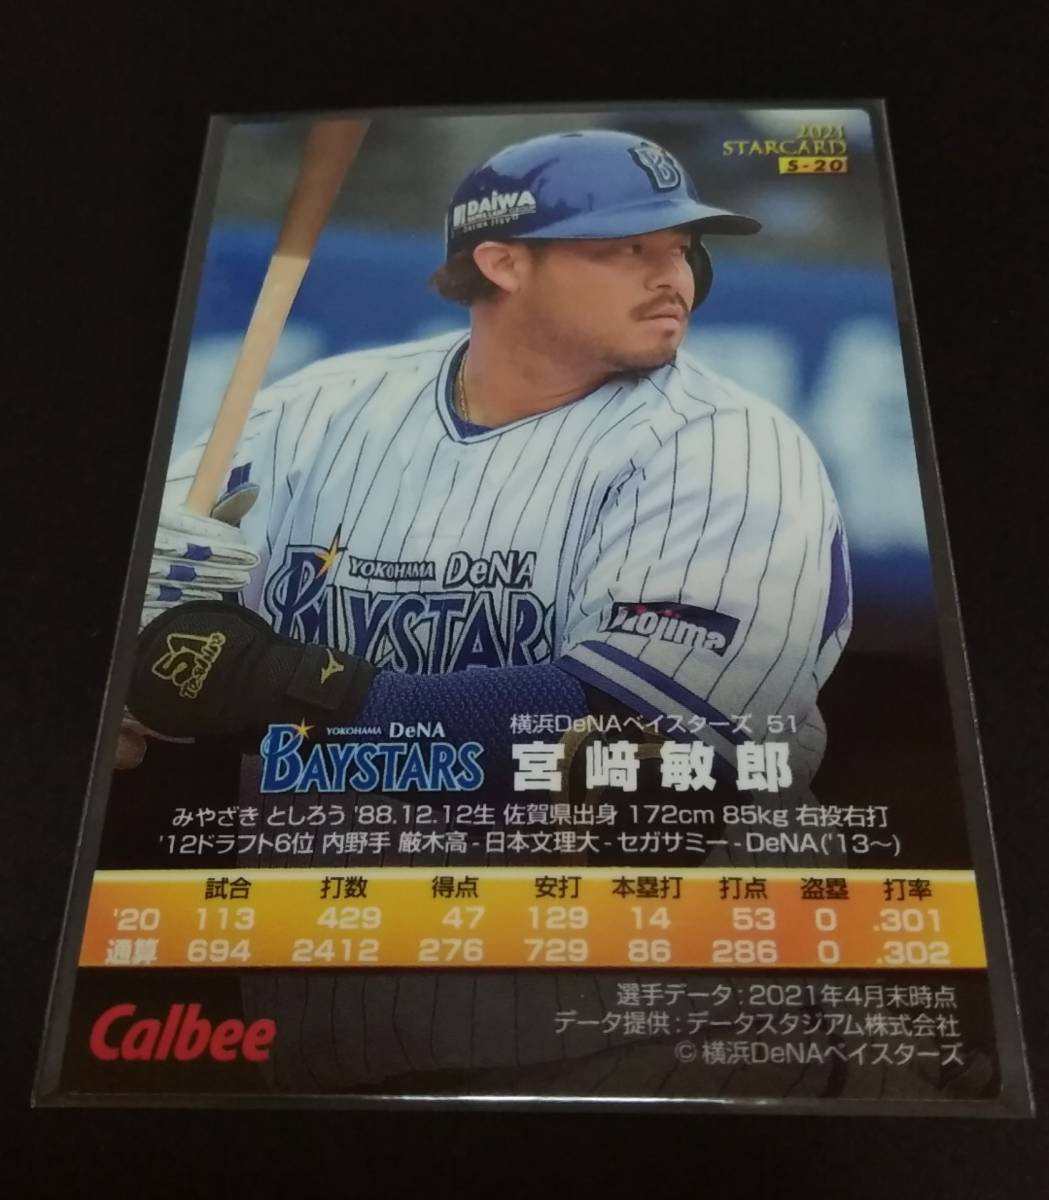 2021
STARCARD
S-20
B
DAIWA
YOKOHAMA DeNA
BAYSTARS
nojima
51
YOKOHAMA DeNA
BAYSTARS
横浜DeNAベイスターズ 51
宮﨑敏郎
みやざき としろう '88.12.12生 佐賀県出身 172cm 85kg 右投右打
'12ドラフト6位 内野手 厳木高-日本文理大-セガサミー-DeNA('13〜)
試合 打数 得点 安打 本塁打 打点 盗塁 打率
'20 113 429 47 129 14 53 0 .301
通算 694 2412 276 729 86 286 0 .302
Calbee
選手データ:2021年4月末時点
データ提供:データスタジアム株式会社
©横浜DeNAベイスターズ